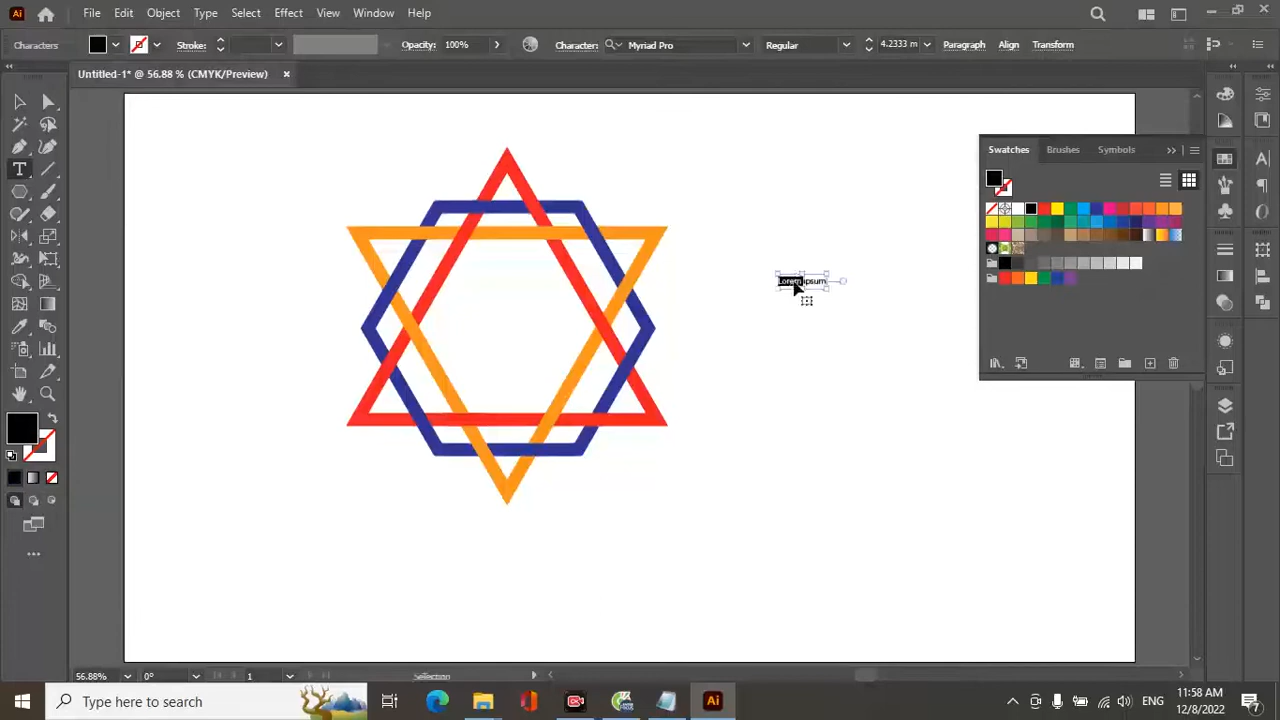 File Edit Object Type Select Effect View Window Help
Characters Stroke: Opacity: 100% Character: Myriad Pro Regular 4.2333 m Paragraph Align Transform
Untitled-1* @ 56.88 % (CMYK/Preview)
Swatches Brushes Symbols
Lorem ipsum
56.88% 0° 1 Selection
Type here to search
ENG
11:58 AM
12/8/2022
7